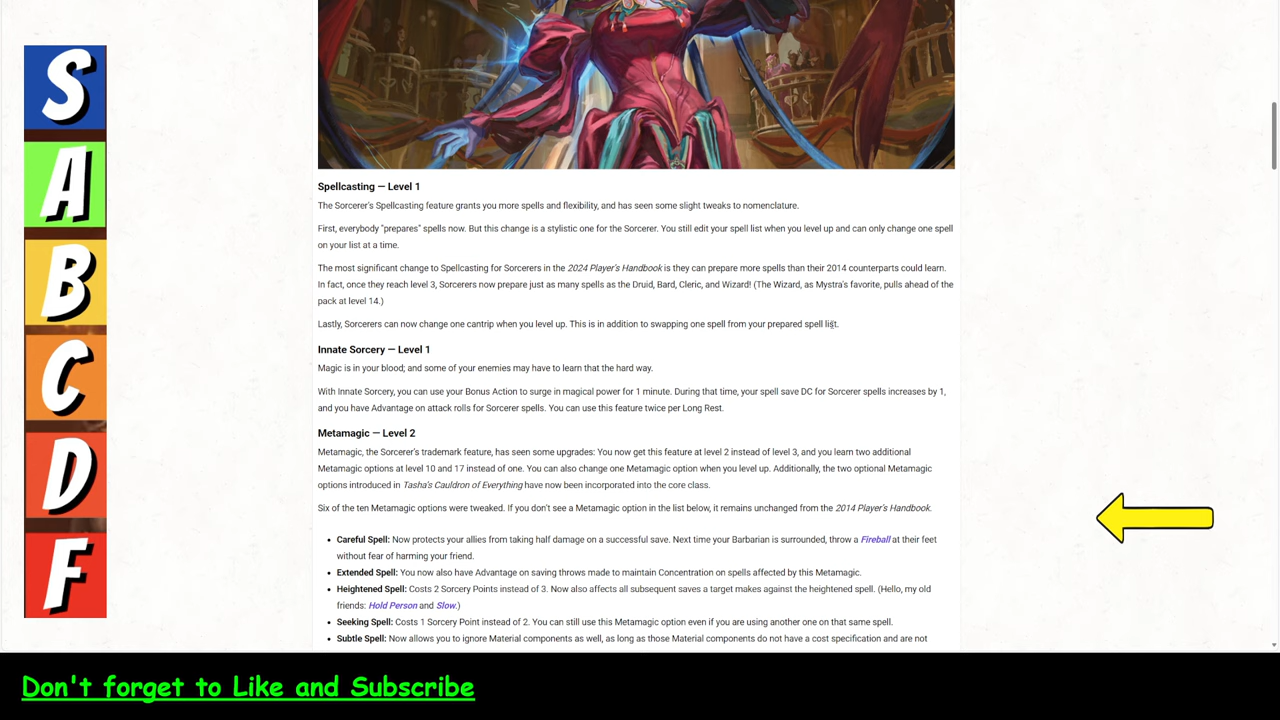 S
A
B
C
D
F
Spellcasting — Level 1
The Sorcerer's Spellcasting feature grants you more spells and flexibility, and has seen some slight tweaks to nomenclature.
First, everybody "prepares" spells now. But this change is a stylistic one for the Sorcerer. You still edit your spell list when you level up and can only change one spell
on your list at a time.
The most significant change to Spellcasting for Sorcerers in the 2024 Player's Handbook is they can prepare more spells than their 2014 counterparts could learn.
In fact, once they reach level 3, Sorcerers now prepare just as many spells as the Druid, Bard, Cleric, and Wizard! (The Wizard, as Mystra's favorite, pulls ahead of the
pack at level 14.)
Lastly, Sorcerers can now change one cantrip when you level up. This is in addition to swapping one spell from your prepared spell list.
Innate Sorcery — Level 1
Magic is in your blood; and some of your enemies may have to learn that the hard way.
With Innate Sorcery, you can use your Bonus Action to surge in magical power for 1 minute. During that time, your spell save DC for Sorcerer spells increases by 1,
and you have Advantage on attack rolls for Sorcerer spells. You can use this feature twice per Long Rest.
Metamagic — Level 2
Metamagic, the Sorcerer's trademark feature, has seen some upgrades: You now get this feature at level 2 instead of level 3, and you learn two additional
Metamagic options at level 10 and 17 instead of one. You can also change one Metamagic option when you level up. Additionally, the two optional Metamagic
options introduced in Tasha's Cauldron of Everything have now been incorporated into the core class.
Six of the ten Metamagic options were tweaked. If you don't see a Metamagic option in the list below, it remains unchanged from the 2014 Player's Handbook.
• Careful Spell: Now protects your allies from taking half damage on a successful save. Next time your Barbarian is surrounded, throw a Fireball at their feet
without fear of harming your friend.
• Extended Spell: You now also have Advantage on saving throws made to maintain Concentration on spells affected by this Metamagic.
• Heightened Spell: Costs 2 Sorcery Points instead of 3. Now also affects all subsequent saves a target makes against the heightened spell. (Hello, my old
friends: Hold Person and Slow.)
• Seeking Spell: Costs 1 Sorcery Point instead of 2. You can still use this Metamagic option even if you are using another one on that same spell.
• Subtle Spell: Now allows you to ignore Material components as well, as long as those Material components do not have a cost specification and are not
Don't forget to Like and Subscribe